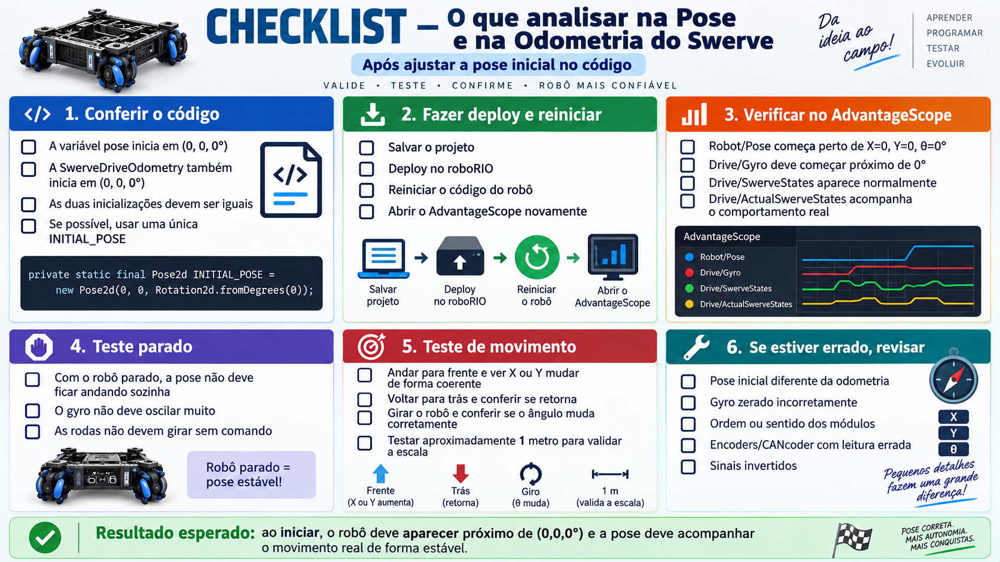 CHECKLIST – O que analisar na Pose
e na Odometria do Swerve
Após ajustar a pose inicial no código
VALIDE • TESTE • CONFIRME • ROBÔ MAIS CONFIÁVEL
Da
ideia ao
campo!
APRENDER
PROGRAMAR
TESTAR
EVOLUIR
</> 1. Conferir o código
A variável pose inicia em (0, 0, 0°)
A SwerveDriveOdometry também
inicia em (0, 0, 0°)
As duas inicializações devem ser iguais
Se possível, usar uma única
INITIAL_POSE
</>
private static final Pose2d INITIAL_POSE =
new Pose2d(0, 0, Rotation2d.fromDegrees(0));
2. Fazer deploy e reiniciar
Salvar o projeto
Deploy no roboRIO
Reiniciar o código do robô
Abrir o AdvantageScope novamente
Salvar
projeto
Deploy
no roboRIO
Reiniciar
o robô
Abrir o
AdvantageScope
3. Verificar no AdvantageScope
Robot/Pose começa perto de X=0, Y=0, θ=0°
Drive/Gyro deve começar próximo de 0°
Drive/SwerveStates aparece normalmente
Drive/ActualSwerveStates acompanha
o comportamento real
AdvantageScope
Robot/Pose
Drive/Gyro
Drive/SwerveStates
Drive/ActualSwerveStates
4. Teste parado
Com o robô parado, a pose não deve
ficar andando sozinha
O gyro não deve oscilar muito
As rodas não devem girar sem comando
Robô parado =
pose estável!
5. Teste de movimento
Andar para frente e ver X ou Y mudar
de forma coerente
Voltar para tràs e conferir se retorna
Girar o robô e conferir se o ângulo muda
corretamente
Testar aproximadamente 1 metro para validar
a escala
Frente
(X ou Y aumenta)
Trás
(retorna)
Giro
(θ muda)
1 m
(valida a escala)
6. Se estiver errado, revisar
Pose inicial diferente da odometria
Gyro zerado incorretamente
Ordem ou sentido dos módulos
Encoders/CANcoder com leitura errada
Sinais invertidos
X
Y
θ
Pequenos detalhes
fazem uma grande
diferença!
Resultado esperado: ao iniciar, o robô deve aparecer próximo de (0,0,0°) e a pose deve acompanhar
o movimento real de forma estável.
POSE CORRETA.
MAIS AUTONOMIA.
MAIS CONQUISTAS.